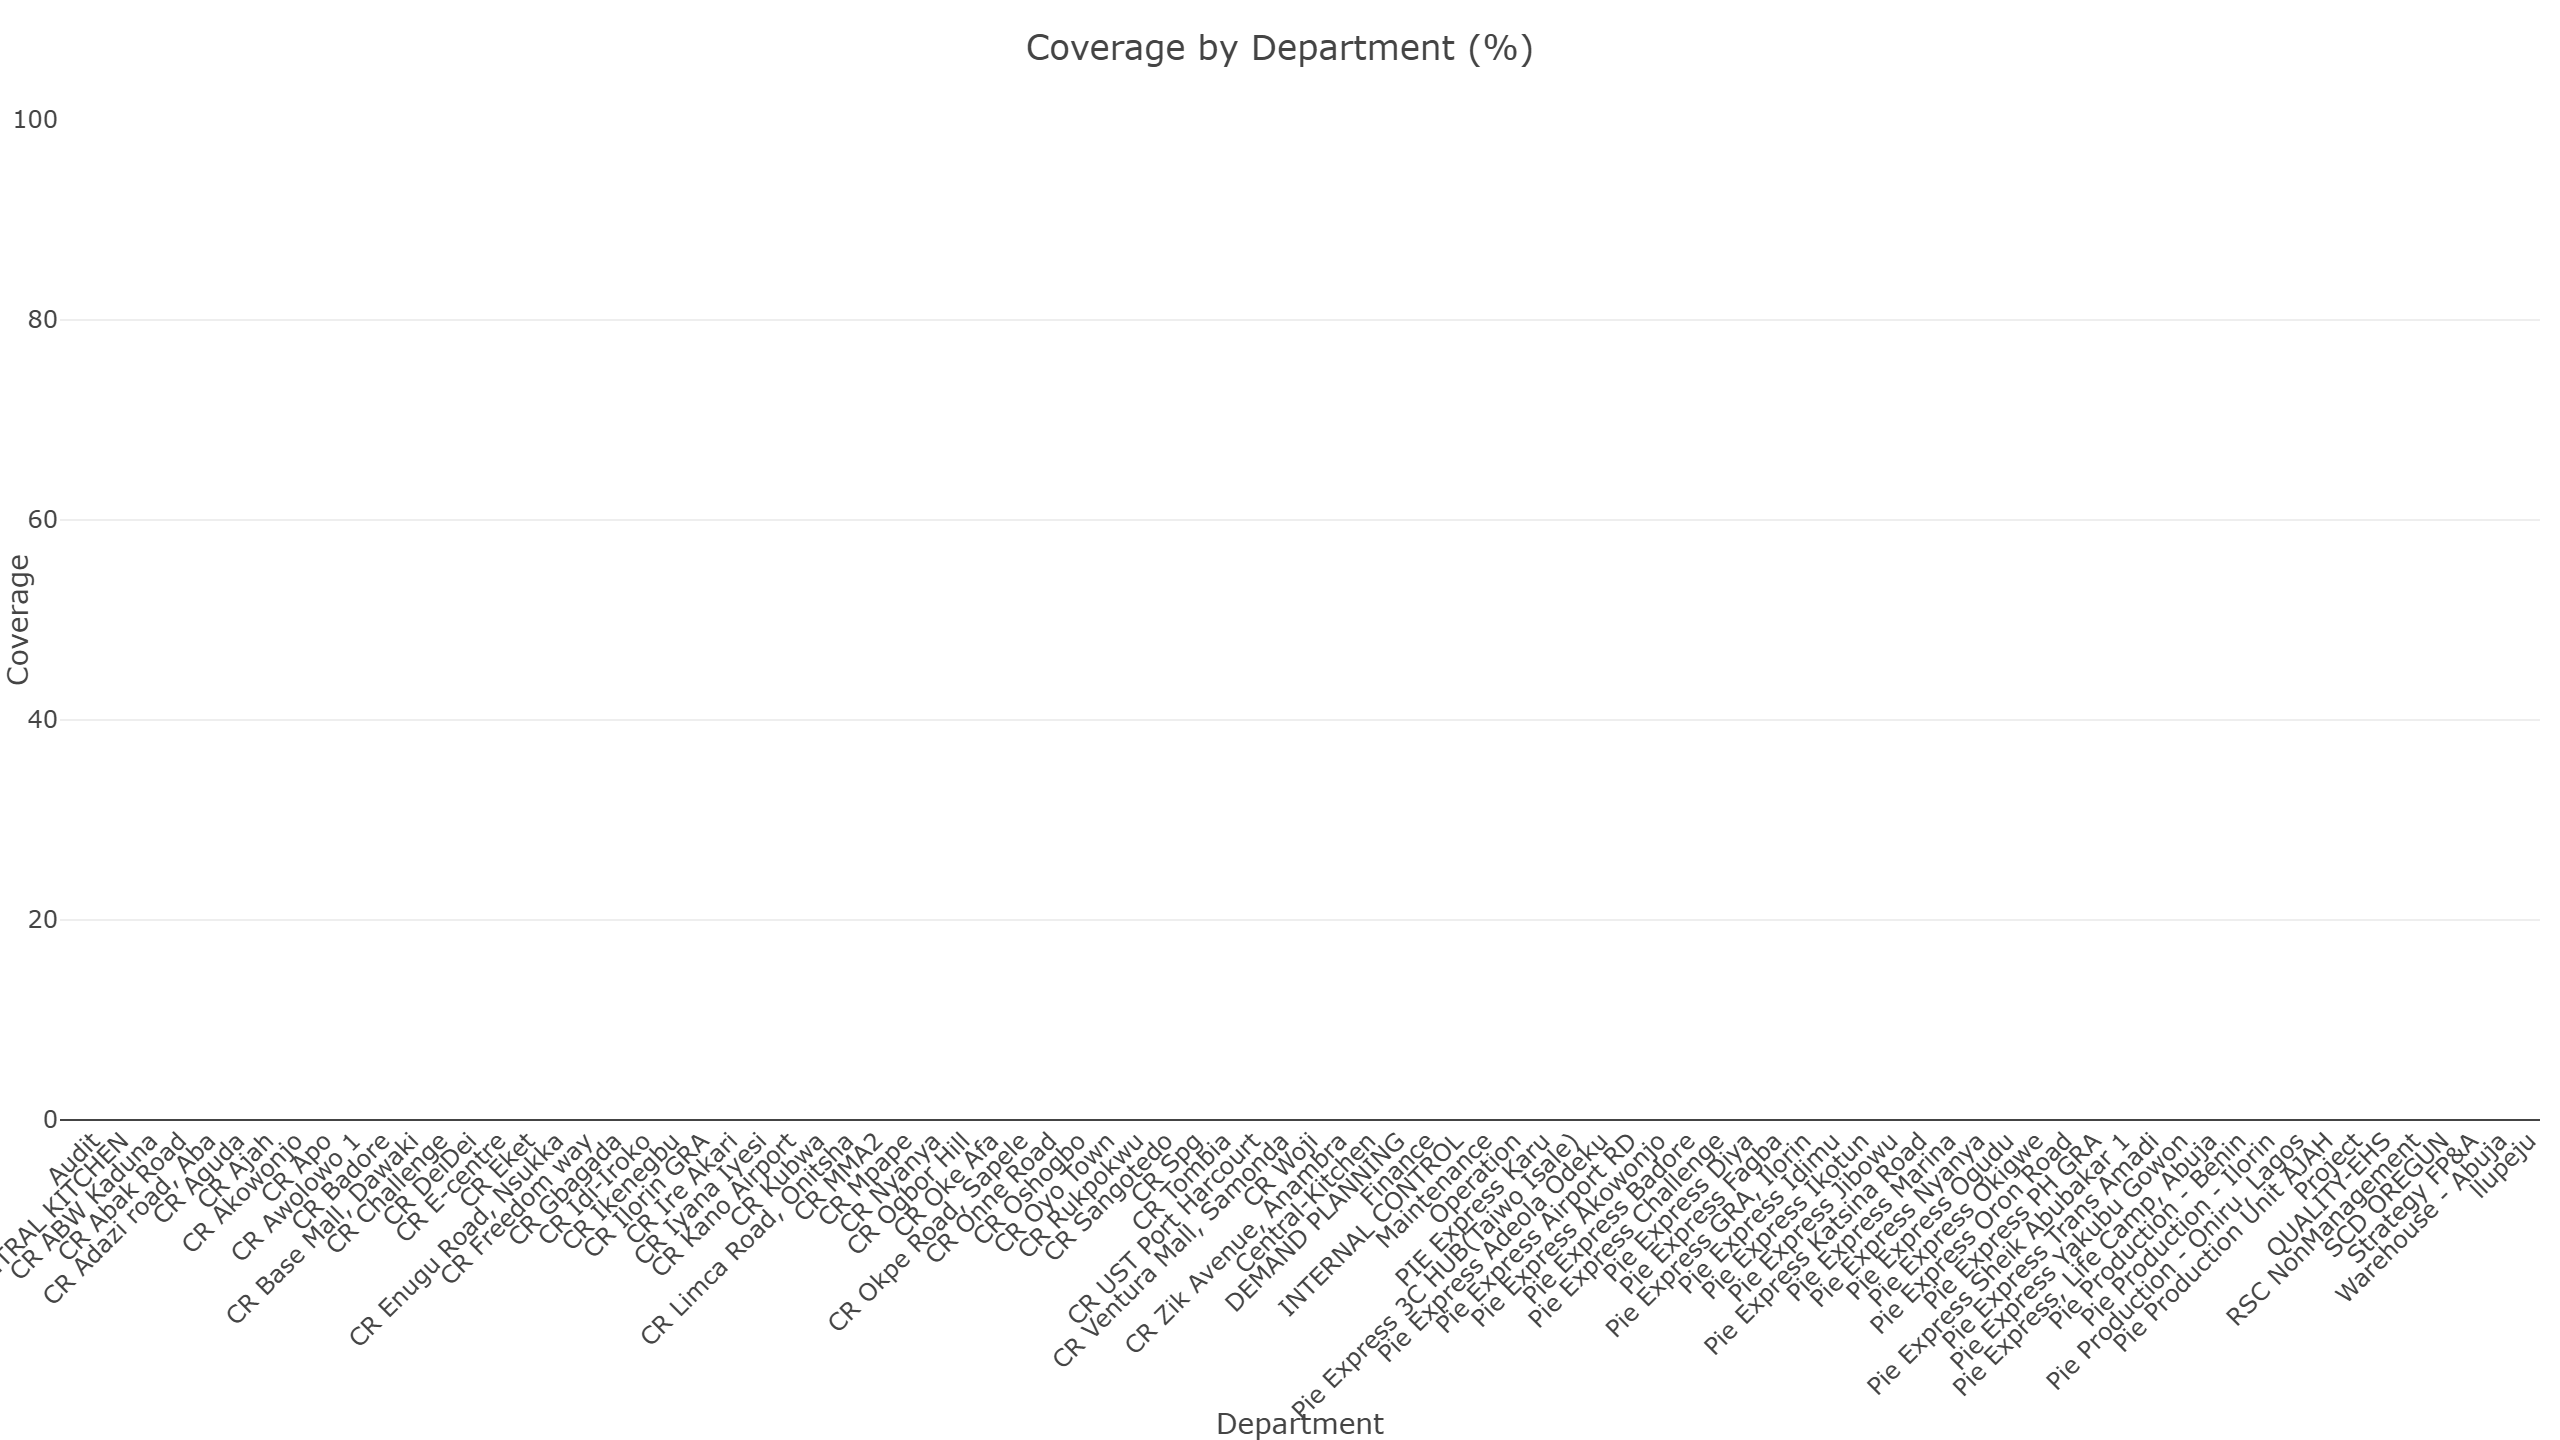 Coverage by Department (%)
100
80
60
40
20
0
Coverage
Audit
TRAL KITCHEN
CR ABW Kaduna
CR Abak Road
CR Adazi road, Aba
CR Aguda
CR Ajah
CR Akowonjo
CR Apo
CR Awolowo 1
CR Badore
CR Base Mall, Dawaki
CR Challenge
CR DeiDei
CR E-centre
CR Eket
CR Enugu Road, Nsukka
CR Freedom way
CR Gbagada
CR Idi-Iroko
CR Ikenegbu
CR Ilorin GRA
CR Ire Akari
CR Iyana Iyesi
CR Kano Airport
CR Kubwa
CR Limca Road, Onitsha
CR MMA2
CR Mpape
CR Nyanya
CR Ogbor Hill
CR Oke Afa
CR Okpe Road, Sapele
CR Onne Road
CR Oshogbo
CR Oyo Town
CR Rukpokwu
CR Sangotedo
CR Spg
CR Tombia
CR UST Port Harcourt
CR Ventura Mall, Samonda
CR Woji
CR Zik Avenue, Anambra
Central-Kitchen
DEMAND PLANNING
Finance
INTERNAL CONTROL
Maintenance
Operation
PIE Express Karu
Pie Express 3C HUB(Taiwo Isale)
Pie Express Adeola Odeku
Pie Express Airport RD
Pie Express Akowonjo
Pie Express Badore
Pie Express Challenge
Pie Express Diya
Pie Express Fagba
Pie Express GRA, Ilorin
Pie Express Idimu
Pie Express Ikotun
Pie Express Jibowu
Pie Express Katsina Road
Pie Express Marina
Pie Express Nyanya
Pie Express Ogudu
Pie Express Okigwe
Pie Express Oron Road
Pie Express PH GRA
Pie Express Sheik Abubakar 1
Pie Express Trans Amadi
Pie Express Yakubu Gowon
Pie Express, Life Camp, Abuja
Pie Production - Benin
Pie Production - Ilorin
Pie Production - Oniru, Lagos
Pie Production Unit AJAH
Project
QUALITY-EHS
RSC NonManagement
SCD OREGUN
Strategy FP&A
Warehouse - Abuja
Ilupeju
Department